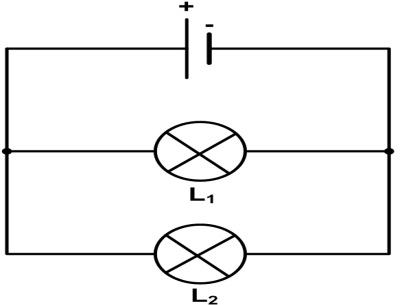 + -
L₁
L₂